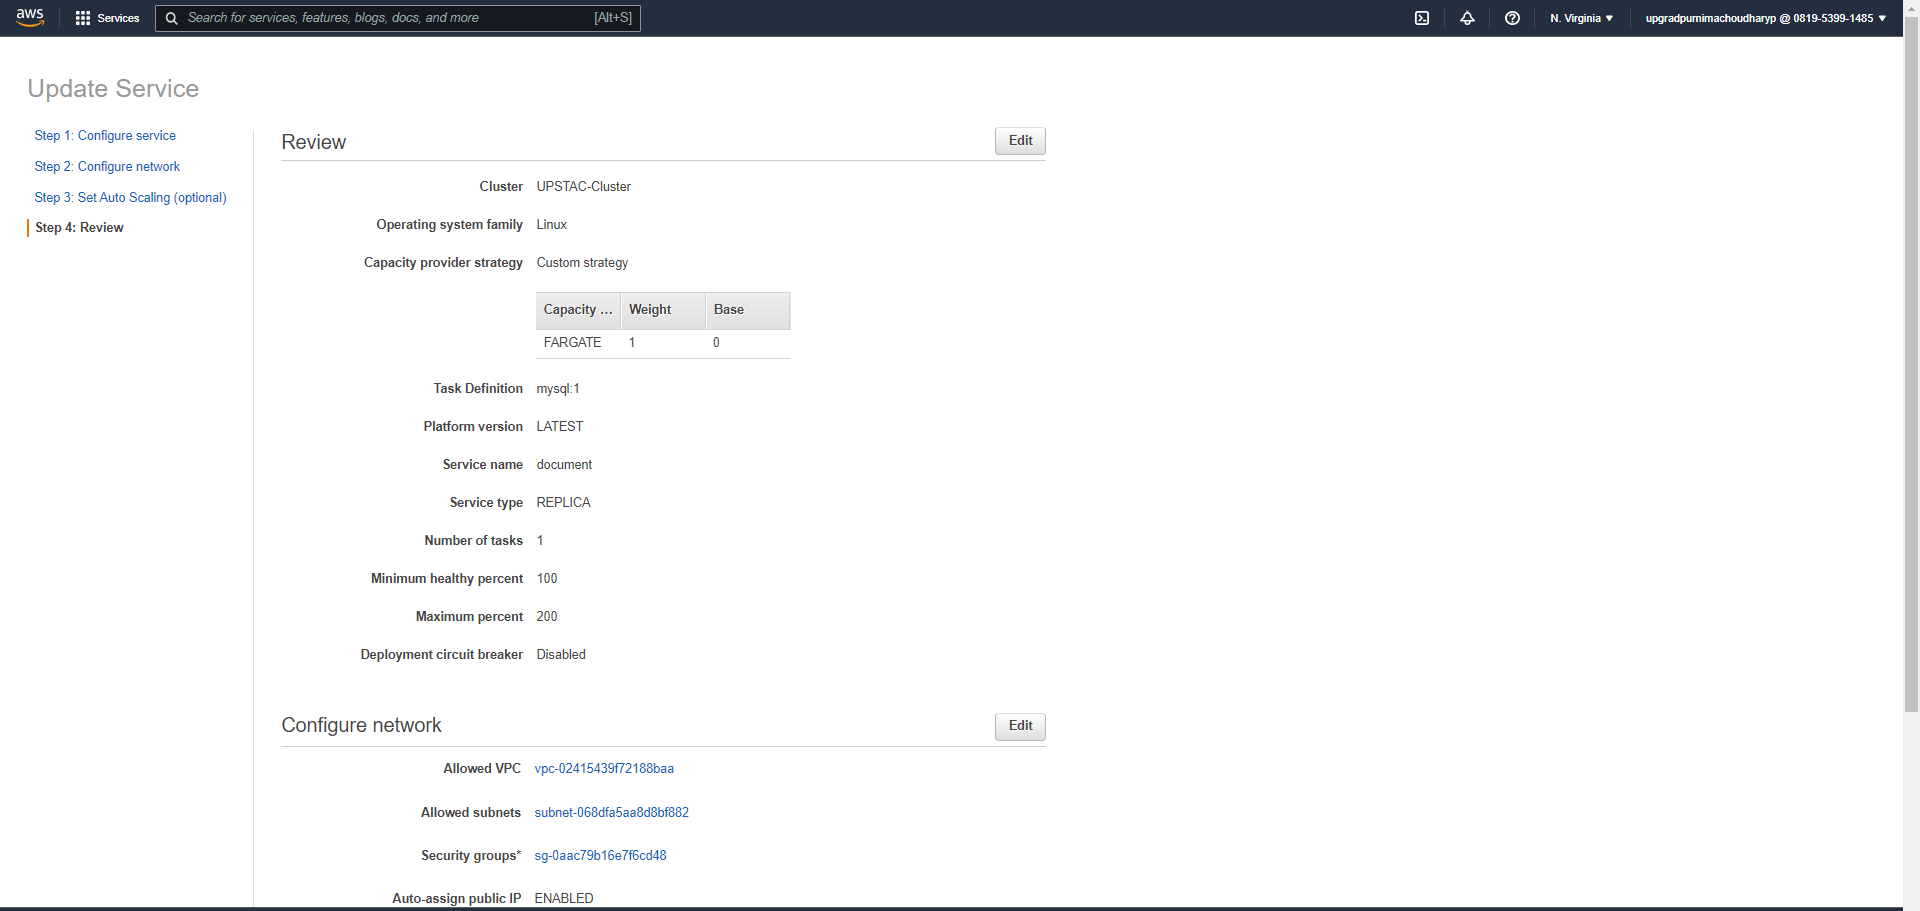 aws Services Search for services, features, blogs, docs, and more [Alt+S] N. Virginia ▼ upgradpurnimachoudharyp @ 0819-5399-1485 ▼
Update Service
Step 1: Configure service
Step 2: Configure network
Step 3: Set Auto Scaling (optional)
Step 4: Review
Review Edit
Cluster UPSTAC-Cluster
Operating system family Linux
Capacity provider strategy Custom strategy
Capacity ... Weight Base
FARGATE 1 0
Task Definition mysql:1
Platform version LATEST
Service name document
Service type REPLICA
Number of tasks 1
Minimum healthy percent 100
Maximum percent 200
Deployment circuit breaker Disabled
Configure network Edit
Allowed VPC vpc-02415439f72188baa
Allowed subnets subnet-068dfa5aa8d8bf882
Security groups* sg-0aac79b16e7f6cd48
Auto-assign public IP ENABLED